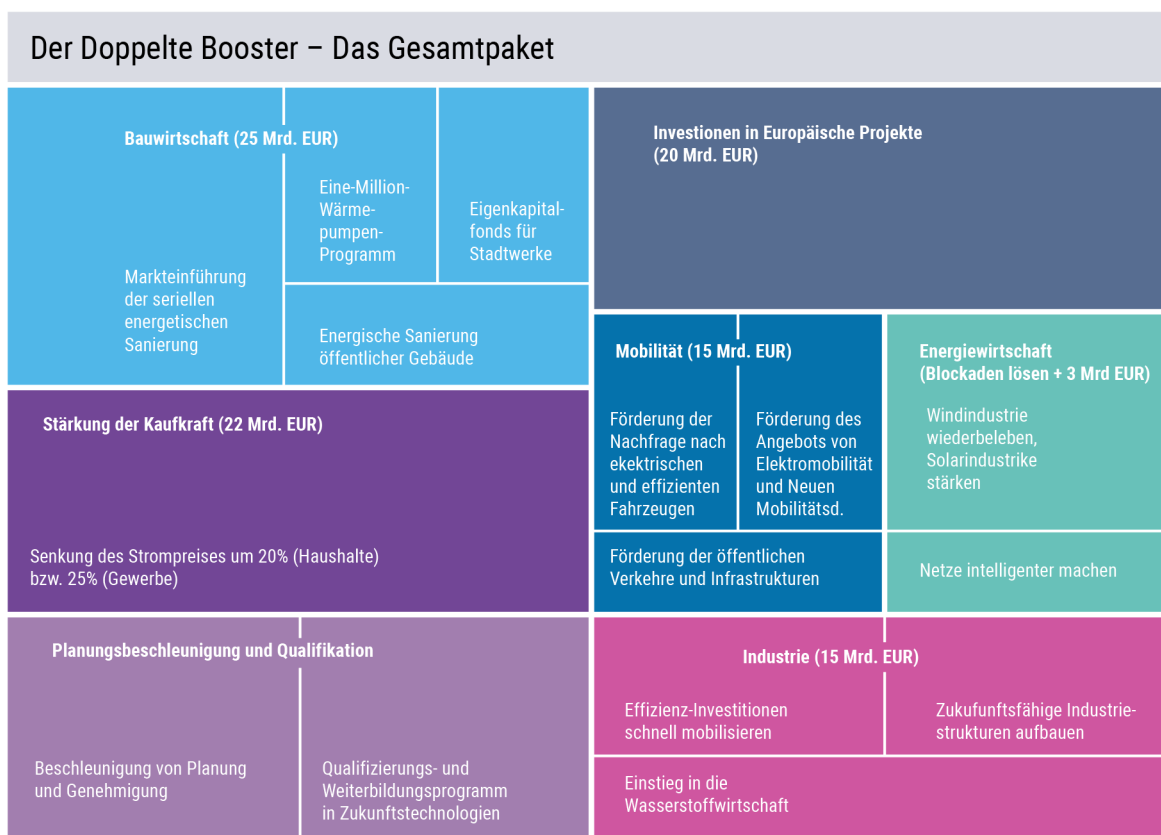 Der Doppelte Booster – Das Gesamtpaket
Bauwirtschaft (25 Mrd. EUR)
Markteinführung
der seriellen
energetischen
Sanierung
Eine-Million-
Wärme-
pumpen-
Programm
Eigenkapital-
fonds für
Stadtwerke
Energische Sanierung
öffentlicher Gebäude
Investionen in Europäische Projekte
(20 Mrd. EUR)
Stärkung der Kaufkraft (22 Mrd. EUR)
Senkung des Strompreises um 20% (Haushalte)
bzw. 25% (Gewerbe)
Mobilität (15 Mrd. EUR)
Förderung der
Nachfrage nach
ekektrischen
und effizienten
Fahrzeugen
Förderung des
Angebots von
Elektromobilität
und Neuen
Mobilitätsd.
Förderung der öffentlichen
Verkehre und Infrastrukturen
Energiewirtschaft
(Blockaden lösen + 3 Mrd EUR)
Windindustrie
wiederbeleben,
Solarindustrike
stärken
Netze intelligenter machen
Planungsbeschleunigung und Qualifikation
Beschleunigung von Planung
und Genehmigung
Qualifizierungs- und
Weiterbildungsprogramm
in Zukunftstechnologien
Industrie (15 Mrd. EUR)
Effizienz-Investitionen
schnell mobilisieren
Zukufunftsfähige Industrie-
strukturen aufbauen
Einstieg in die
Wasserstoffwirtschaft